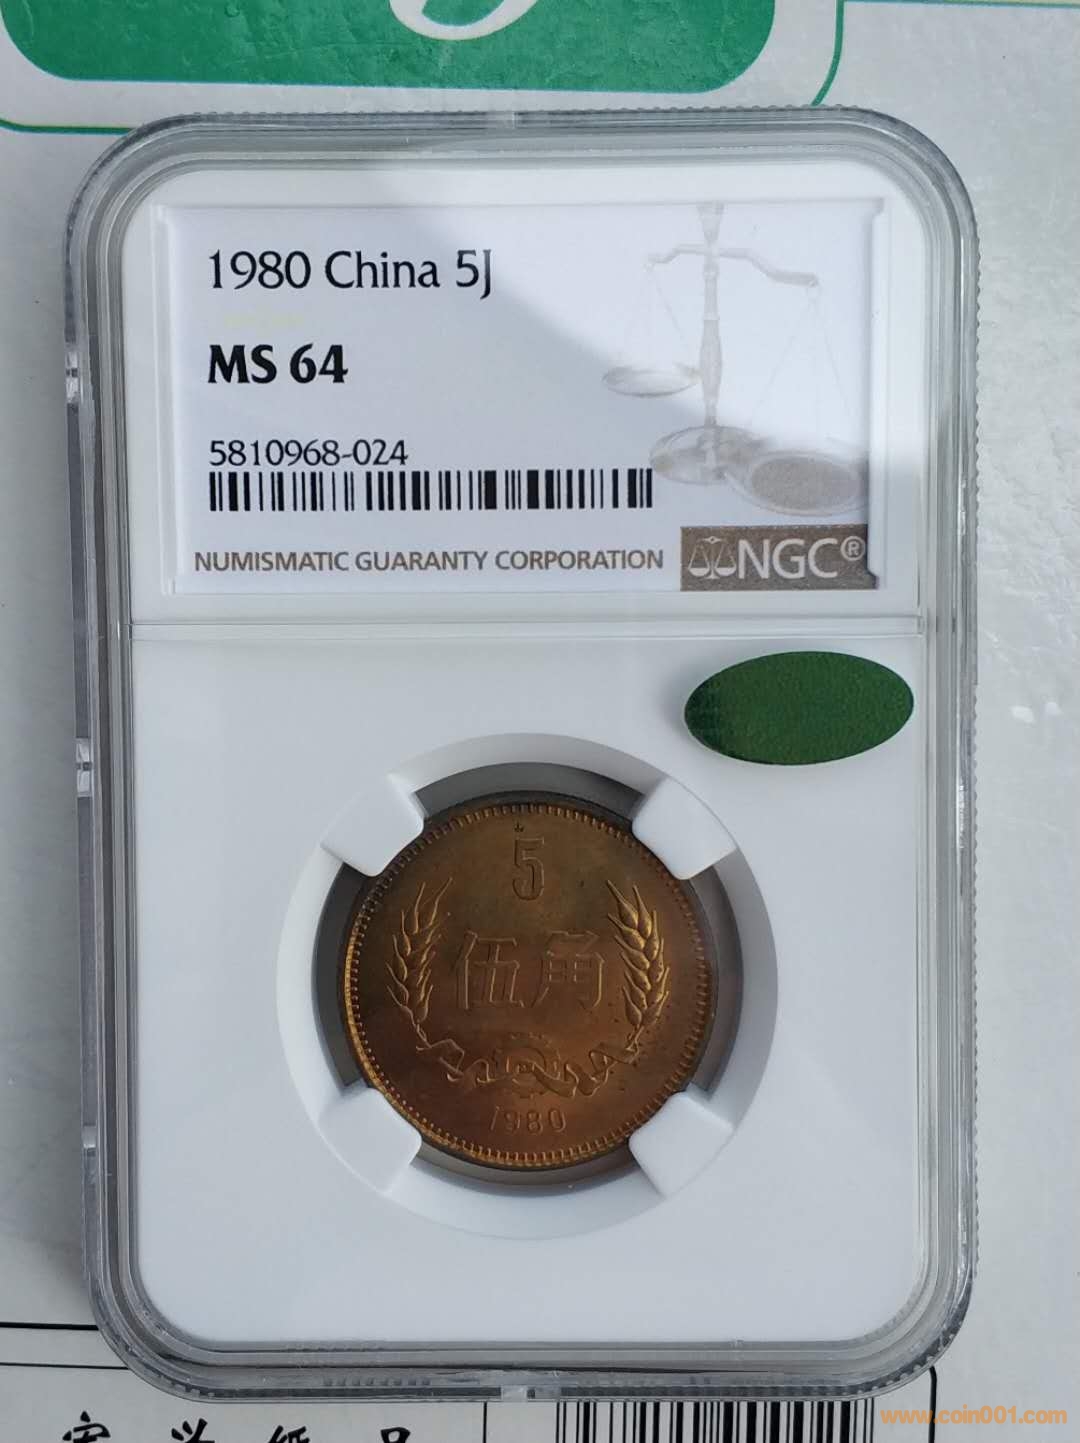 1980 China 5J
MS 64
5810968-024
NUMISMATIC GUARANTY CORPORATION
NGC®
5
伍角
1980
www.coin001.com